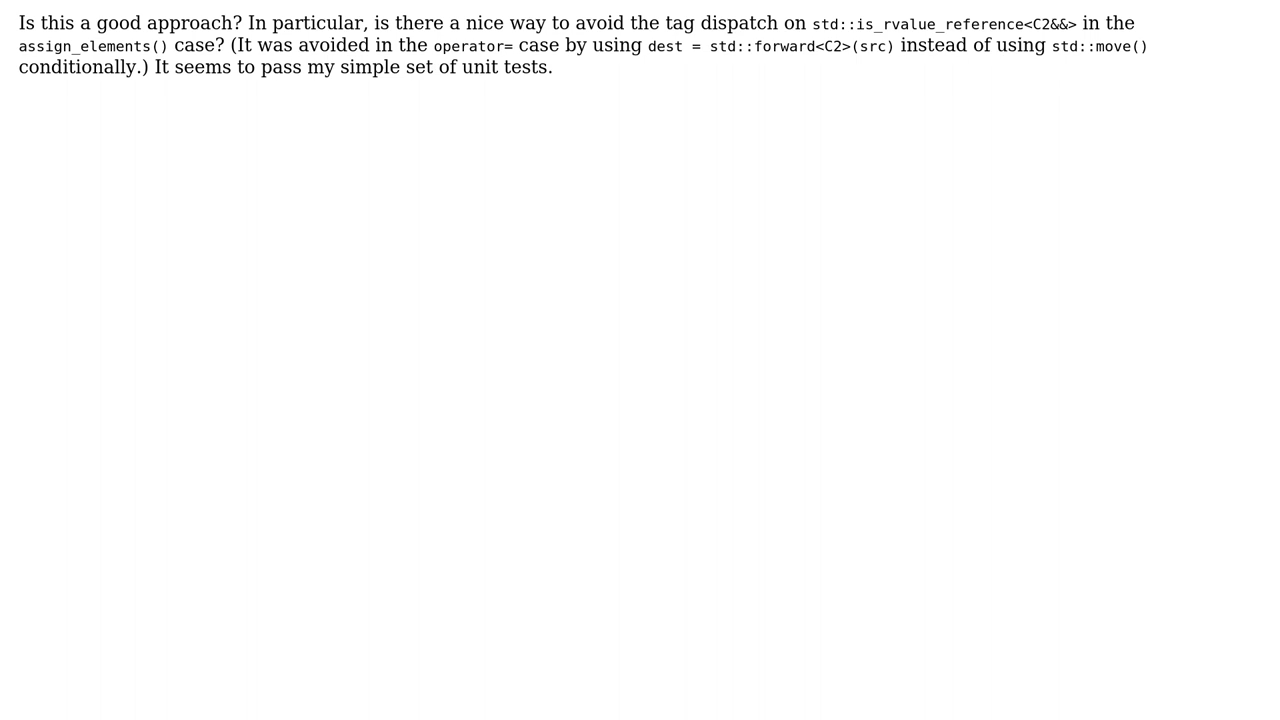 Is this a good approach? In particular, is there a nice way to avoid the tag dispatch on std::is_rvalue_reference<C2&&> in the
assign_elements() case? (It was avoided in the operator= case by using dest = std::forward<C2>(src) instead of using std::move()
conditionally.) It seems to pass my simple set of unit tests.